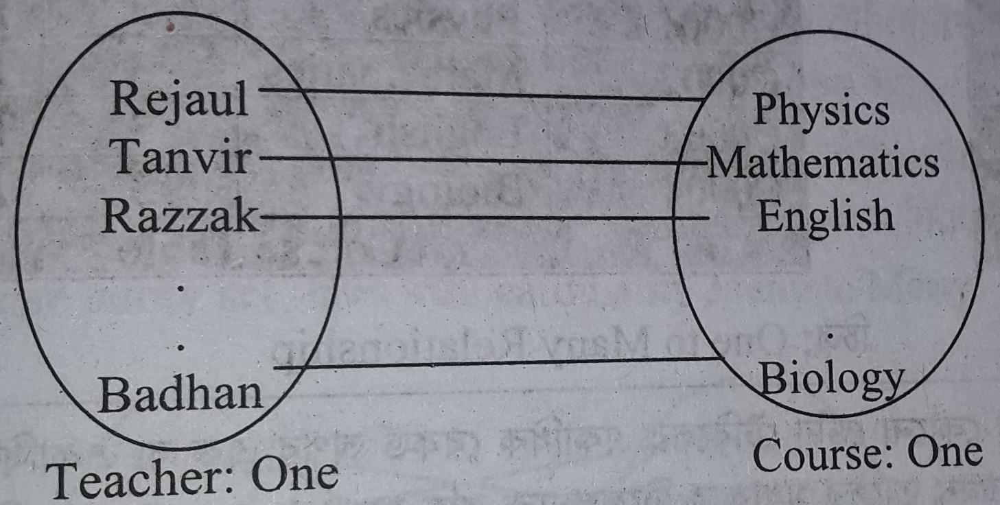 Rejaul
Tanvir
Razzak
.
.
Badhan
Teacher: One
Physics
Mathematics
English
.
Biology
Course: One